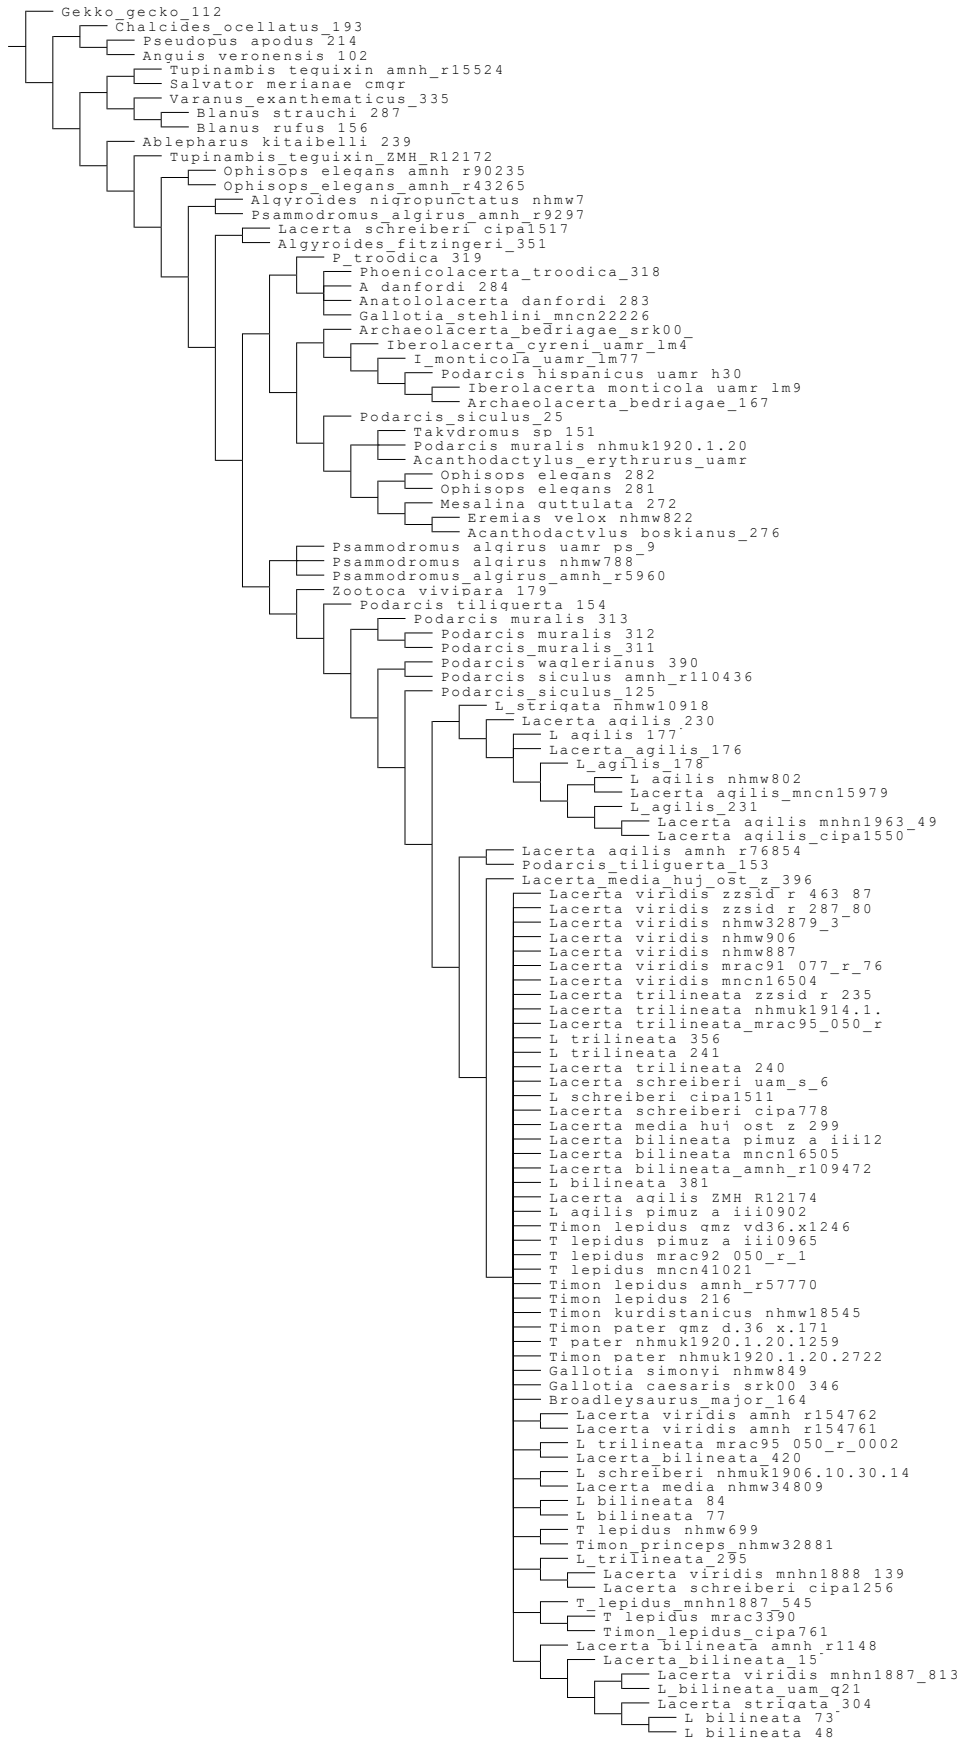 Gekko_gecko_112
Chalcides_ocellatus_193
Pseudopus_apodus_214
Anguis_veronensis_102
Tupinambis_teguixin_amnh_r15524
Salvator_merianae_cmgr
Varanus_exanthematicus_335
Blanus_strauchi_287
Blanus_rufus_156
Ablepharus_kitaibelli_239
Tupinambis_teguixin_ZMH_R12172
Ophisops_elegans_amnh_r90235
Ophisops_elegans_amnh_r43265
Algyroides_nigropunctatus_nhmw7
Psammodromus_algirus_amnh_r9297
Lacerta_schreiberi_cipa1517
Algyroides_fitzingeri_351
P_troodica_319
Phoenicolacerta_troodica_318
A_danfordi_284
Anatololacerta_danfordi_283
Gallotia_stehlini_mncn22226
Archaeolacerta_bedriagae_srk00_
Iberolacerta_cyreni_uamr_lm4
I_monticola_uamr_lm77
Podarcis_hispanicus_uamr_h30
Iberolacerta_monticola_uamr_lm9
Archaeolacerta_bedriagae_167
Podarcis_siculus_25
Takydromus_sp_151
Podarcis_muralis_nhmuk1920.1.20
Acanthodactylus_erythrurus_uamr
Ophisops_elegans_282
Ophisops_elegans_281
Mesalina_guttulata_272
Eremias_velox_nhmw822
Acanthodactylus_boskianus_276
Psammodromus_algirus_uamr_ps_9
Psammodromus_algirus_nhmw788
Psammodromus_algirus_amnh_r5960
Zootoca_vivipara_179
Podarcis_tiliguerta_154
Podarcis_muralis_313
Podarcis_muralis_312
Podarcis_muralis_311
Podarcis_waglerianus_390
Podarcis_siculus_amnh_r110436
Podarcis_siculus_125
L_strigata_nhmw10918
Lacerta_agilis_230
L_agilis_177
Lacerta_agilis_176
L_agilis_178
L_agilis_nhmw802
Lacerta_agilis_mncn15979
L_agilis_231
Lacerta_agilis_mnhn1963_49
Lacerta_agilis_cipa1550
Lacerta_agilis_amnh_r76854
Podarcis_tiliguerta_153
Lacerta_media_huj_ost_z_396
Lacerta_viridis_zzsid_r_463_87
Lacerta_viridis_zzsid_r_287_80
Lacerta_viridis_nhmw32879_3
Lacerta_viridis_nhmw906
Lacerta_viridis_nhmw887
Lacerta_viridis_mrac91_077_r_76
Lacerta_viridis_mncn16504
Lacerta_trilineata_zzsid_r_235
Lacerta_trilineata_nhmuk1914.1.
Lacerta_trilineata_mrac95_050_r
L_trilineata_356
L_trilineata_241
Lacerta_trilineata_240
Lacerta_schreiberi_uam_s_6
L_schreiberi_cipa1511
Lacerta_schreiberi_cipa778
Lacerta_media_huj_ost_z_299
Lacerta_bilineata_pimuz_a_iii12
Lacerta_bilineata_mncn16505
Lacerta_bilineata_amnh_r109472
L_bilineata_381
Lacerta_agilis_ZMH_R12174
L_agilis_pimuz_a_iii0902
Timon_lepidus_gmz_vd36.x1246
T_lepidus_pimuz_a_iii0965
T_lepidus_mrac92_050_r_1
T_lepidus_mncn41021
Timon_lepidus_amnh_r57770
Timon_lepidus_216
Timon_kurdistanicus_nhmw18545
Timon_pater_gmz_d.36_x.171
T_pater_nhmuk1920.1.20.1259
Timon_pater_nhmuk1920.1.20.2722
Gallotia_simonyi_nhmw849
Gallotia_caesaris_srk00_346
Broadleysaurus_major_164
Lacerta_viridis_amnh_r154762
Lacerta_viridis_amnh_r154761
L_trilineata_mrac95_050_r_0002
Lacerta_bilineata_420
L_schreiberi_nhmuk1906.10.30.14
Lacerta_media_nhmw34809
L_bilineata_84
L_bilineata_77
T_lepidus_nhmw699
Timon_princeps_nhmw32881
L_trilineata_295
Lacerta_viridis_mnhn1888_139
Lacerta_schreiberi_cipa1256
T_lepidus_mnhn1887_545
T_lepidus_mrac3390
Timon_lepidus_cipa761
Lacerta_bilineata_amnh_r1148
Lacerta_bilineata_15
Lacerta_viridis_mnhn1887_813
L_bilineata_uam_q21
Lacerta_strigata_304
L_bilineata_73
L_bilineata_48